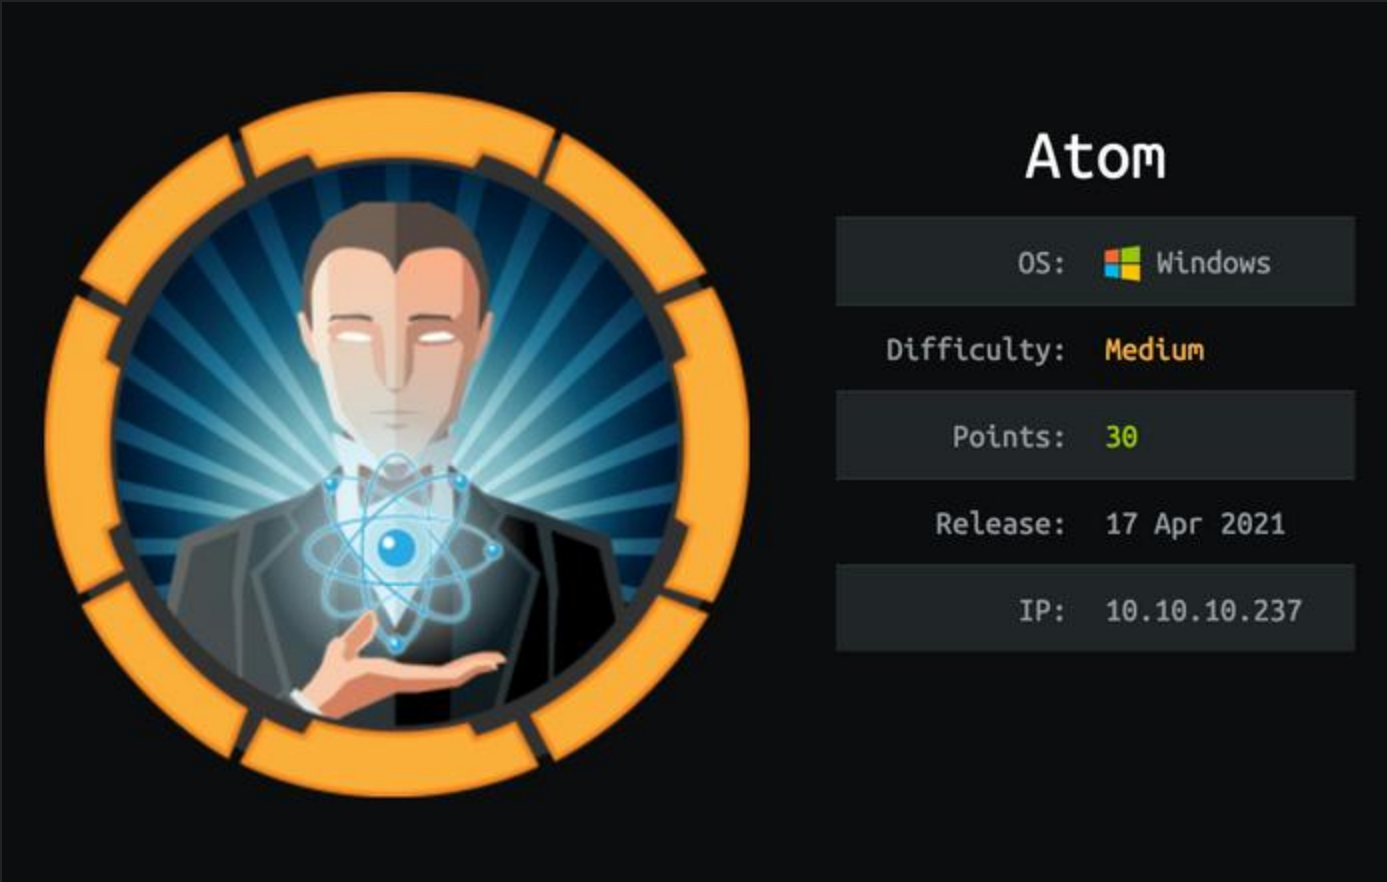 Atom
OS: Windows
Difficulty: Medium
Points: 30
Release: 17 Apr 2021
IP: 10.10.10.237